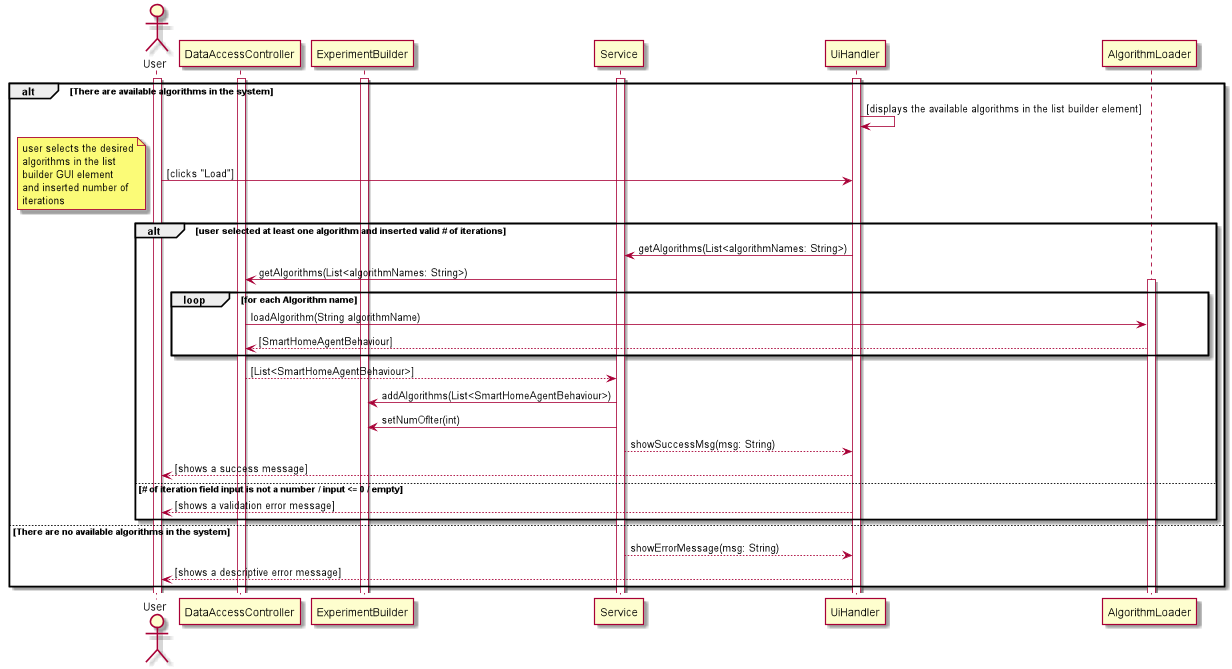 User
DataAccessController
ExperimentBuilder
Service
UiHandler
AlgorithmLoader
alt
[There are available algorithms in the system]
[displays the available algorithms in the list builder element]
user selects the desired
algorithms in the list
builder GUI element
and inserted number of
iterations
[clicks "Load"]
alt
[user selected at least one algorithm and inserted valid # of iterations]
getAlgorithms(List<algorithmNames: String>)
getAlgorithms(List<algorithmNames: String>)
loop
[for each Algorithm name]
loadAlgorithm(String algorithmName)
[SmartHomeAgentBehaviour]
[List<SmartHomeAgentBehaviour>]
addAlgorithms(List<SmartHomeAgentBehaviour>)
setNumOfIter(int)
showSuccessMsg(msg: String)
[shows a success message]
[# of iteration field input is not a number / input <= 0 / empty]
[shows a validation error message]
[There are no available algorithms in the system]
showErrorMessage(msg: String)
[shows a descriptive error message]
User
DataAccessController
ExperimentBuilder
Service
UiHandler
AlgorithmLoader